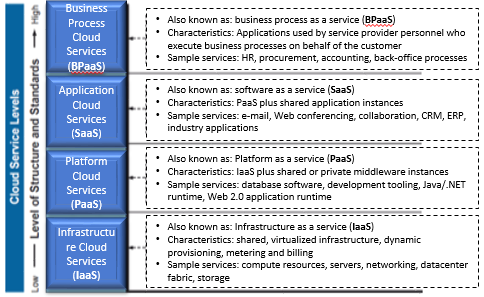 Cloud Service Levels
Level of Structure and Standards
High
Low
Business
Process
Cloud
Services
(BPaaS)
• Also known as: business process as a service (BPaaS)
• Characteristics: Applications used by service provider personnel who
execute business processes on behalf of the customer
• Sample services: HR, procurement, accounting, back-office processes
Application
Cloud
Services
(SaaS)
• Also known as: software as a service (SaaS)
• Characteristics: PaaS plus shared application instances
• Sample services: e-mail, Web conferencing, collaboration, CRM, ERP,
industry applications
Platform
Cloud
Services
(PaaS)
• Also known as: Platform as a service (PaaS)
• Characteristics: IaaS plus shared or private middleware instances
• Sample services: database software, development tooling, Java/.NET
runtime, Web 2.0 application runtime
Infrastructu
re Cloud
Services
(IaaS)
• Also known as: Infrastructure as a service (IaaS)
• Characteristics: shared, virtualized infrastructure, dynamic
provisioning, metering and billing
• Sample services: compute resources, servers, networking, datacenter
fabric, storage